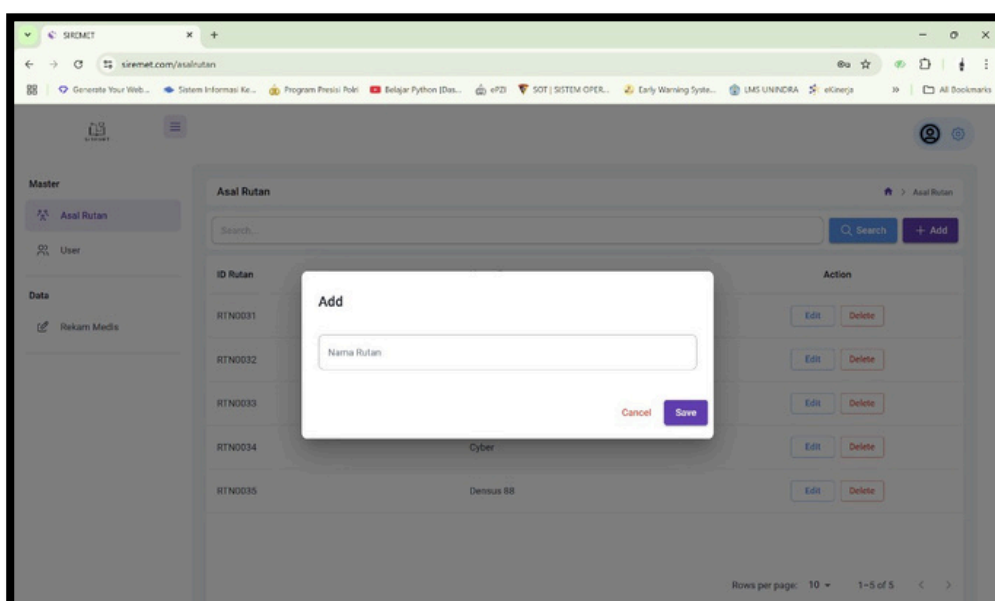 SIREMET
siremet.com/asalrutan
Generate Your Web...
Sistem Informasi Ke...
Program Presisi Polri
Belajar Python [Das...
ePZI
SOT | SISTEM OPER...
Early Warning Syste...
LMS UNINDRA
eKinerja
All Bookmarks
SIREMET
Master
Asal Rutan
User
Data
Rekam Medis
Asal Rutan
Asal Rutan
Search...
Search
+ Add
ID Rutan
Action
RTN0031
Edit Delete
RTN0032
Edit Delete
RTN0033
Edit Delete
RTN0034 Cyber Edit Delete
RTN0035 Densus 88 Edit Delete
Add
Nama Rutan
Cancel Save
Rows per page: 10 1–5 of 5